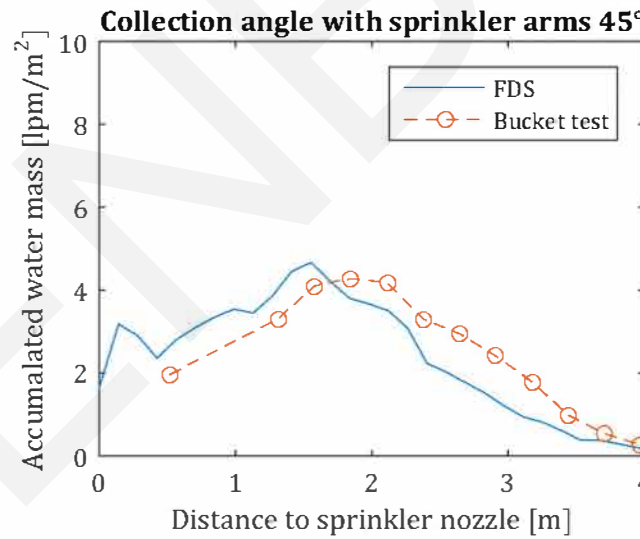 Collection angle with sprinkler arms 45°
10
8
6
4
2
0
Accumalated water mass [lpm/m²]
FDS
Bucket test
0 1 2 3 4
Distance to sprinkler nozzle [m]